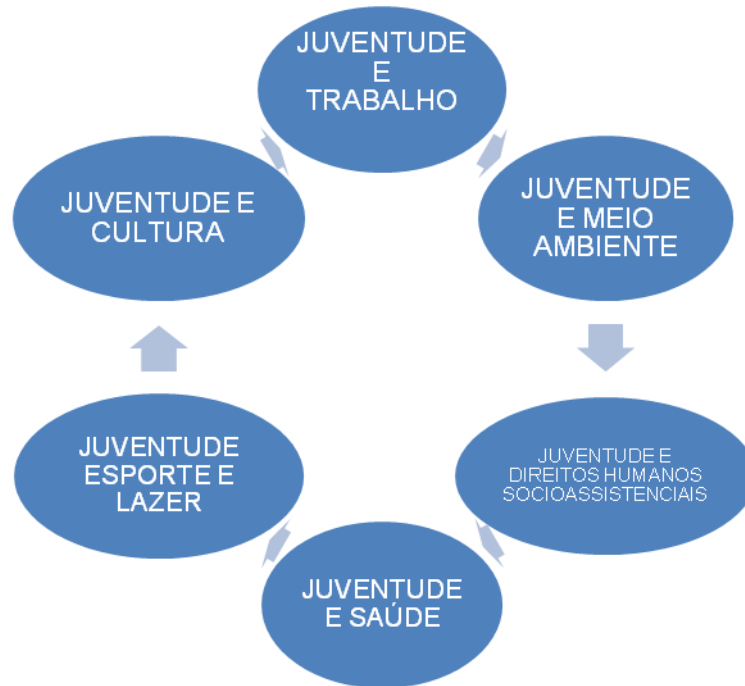 JUVENTUDE
E
TRABALHO
JUVENTUDE
E MEIO
AMBIENTE
JUVENTUDE E
DIREITOS HUMANOS
SOCIOASSISTENCIAIS
JUVENTUDE
E SAÚDE
JUVENTUDE
ESPORTE E
LAZER
JUVENTUDE E
CULTURA